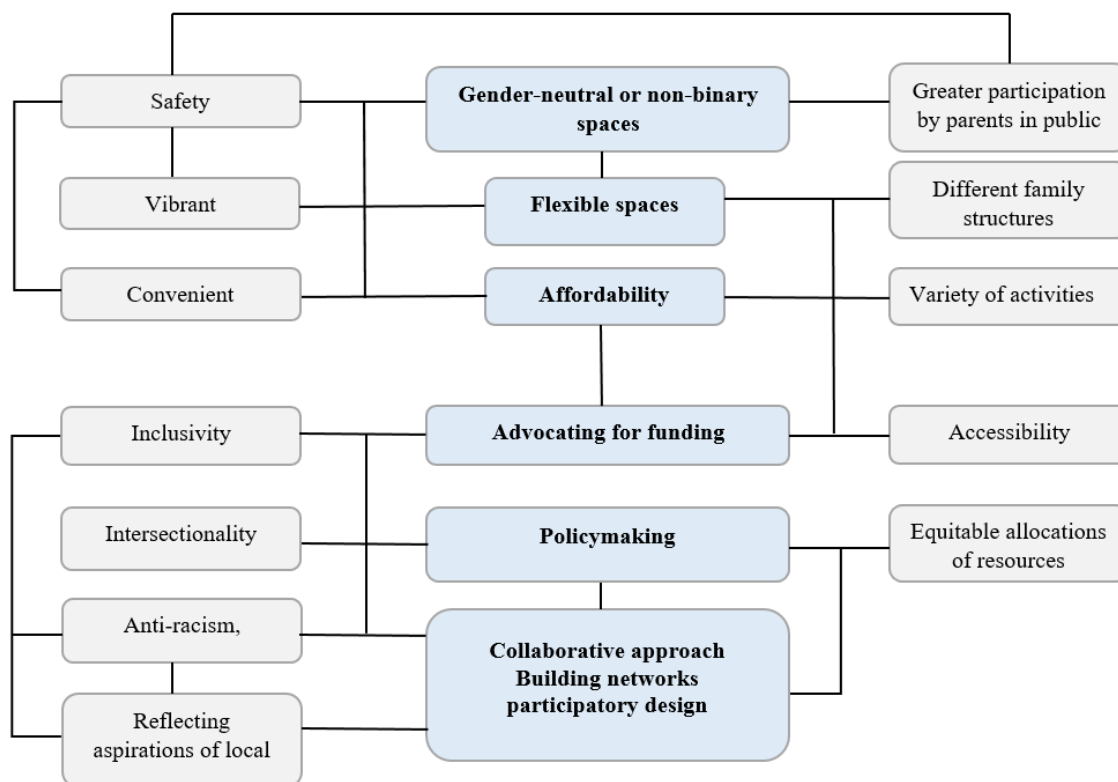 Safety
Gender-neutral or non-binary
spaces
Greater participation
by parents in public
Vibrant
Flexible spaces
Different family
structures
Convenient
Affordability
Variety of activities
Inclusivity
Advocating for funding
Accessibility
Intersectionality
Policymaking
Equitable allocations
of resources
Anti-racism,
Collaborative approach
Building networks
participatory design
Reflecting
aspirations of local